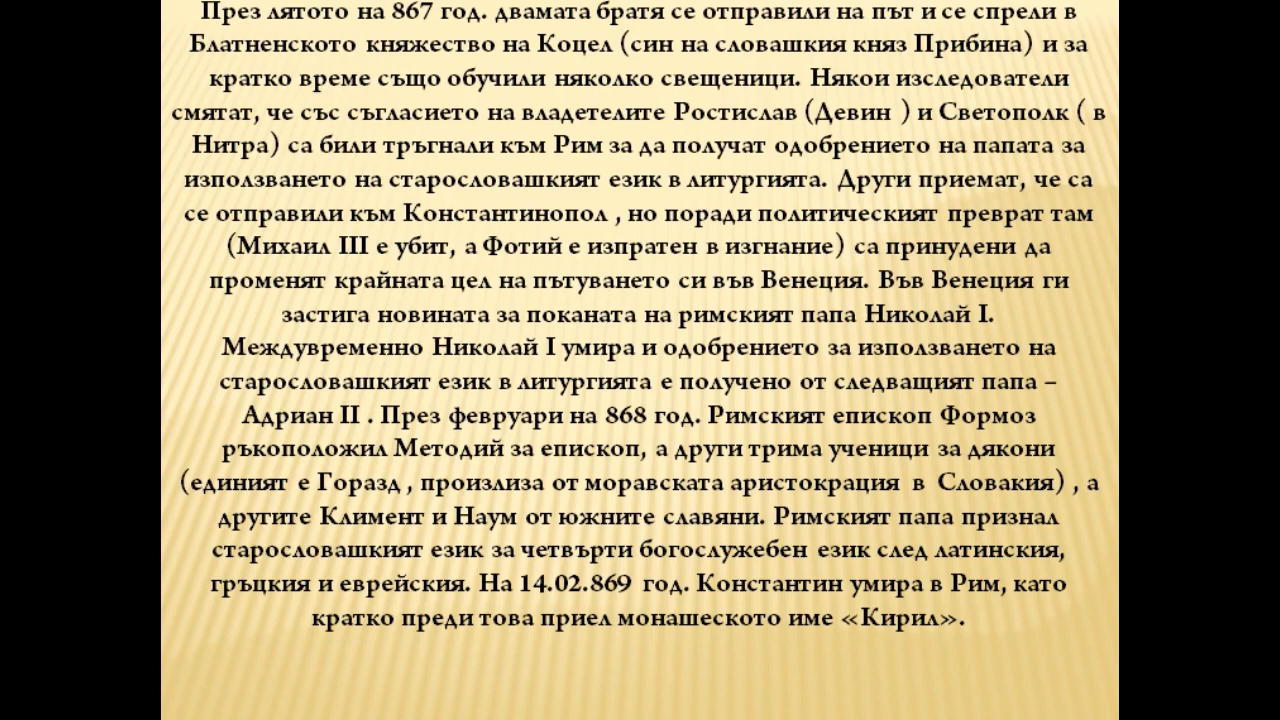 През лятото на 867 год. двамата братя се отправили на път и се спрели в
Блатненското княжество на Коцел (син на словашкия княз Прибина) и за
кратко време също обучили няколко свещеници. Някои изследователи
смятат, че със съгласието на владетелите Ростислав (Девин ) и Светополк ( в
Нитра) са били тръгнали към Рим за да получат одобрението на папата за
използването на старословашкият език в литургията. Други приемат, че са
се отправили към Константинопол , но поради политическият преврат там
(Михаил III е убит, а Фотий е изпратен в изгнание) са принудени да
променят крайната цел на пътуването си във Венеция. Във Венеция ги
застига новината за поканата на римският папа Николай I.
Междувременно Николай I умира и одобрението за използването на
старословашкият език в литургията е получено от следващият папа –
Адриан II . През февруари на 868 год. Римският епископ Формоз
ръкоположил Методий за епископ, а други трима ученици за дякони
(единият е Горазд , произлиза от моравската аристокрация в Словакия) , а
другите Климент и Наум от южните славяни. Римският папа признал
старословашкият език за четвърти богослужебен език след латинския,
гръцкия и еврейския. На 14.02.869 год. Константин умира в Рим, като
кратко преди това приел монашеското име «Кирил».